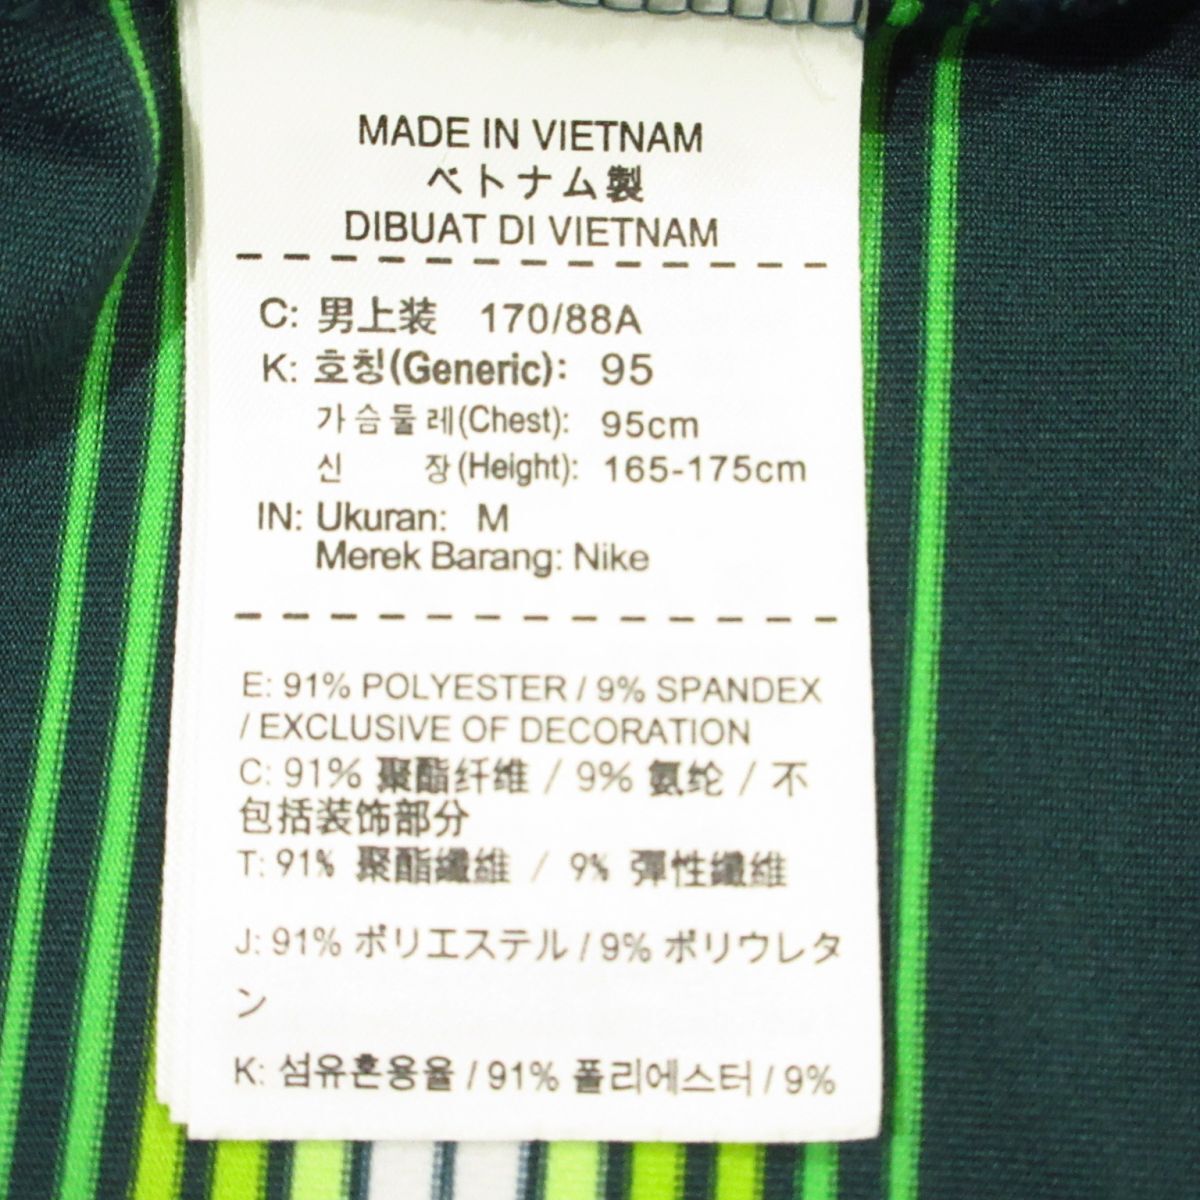 MADE IN VIETNAM
ベトナム製
DIBUAT DI VIETNAM
C: 男上装 170/88A
K: 호칭(Generic): 95
가슴둘레(Chest): 95cm
신 장(Height): 165-175cm
IN: Ukuran: M
Merek Barang: Nike
E: 91% POLYESTER / 9% SPANDEX
/ EXCLUSIVE OF DECORATION
C: 91% 聚酯纤维 / 9% 氨纶 / 不
包括装饰部分
T: 91% 聚酯纖維 / 9% 彈性纖維
J: 91% ポリエステル / 9% ポリウレタ
ン
K: 섬유혼용율 / 91% 폴리에스터 / 9%